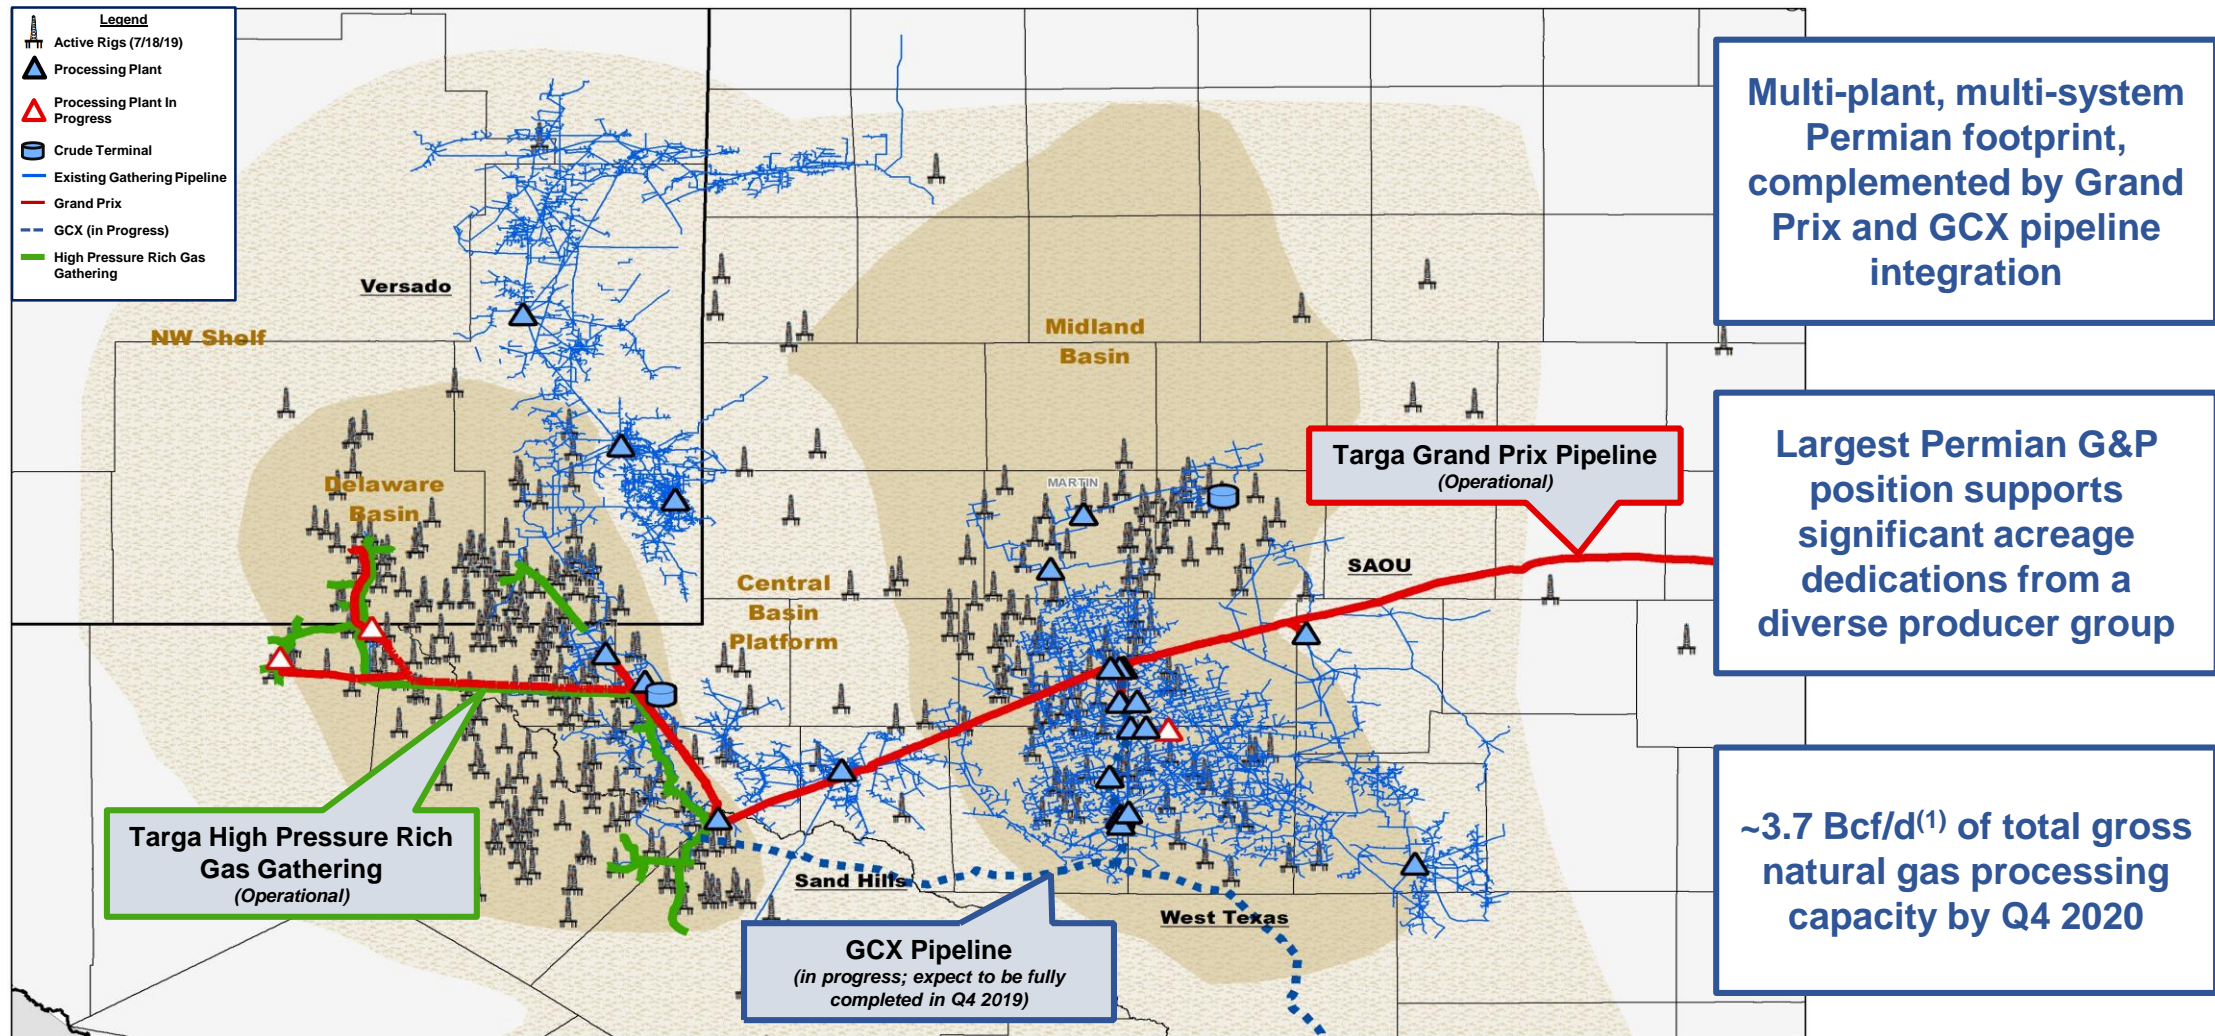 Legend
Active Rigs (7/18/19)
Processing Plant
Processing Plant In
Progress
Crude Terminal
Existing Gathering Pipeline
Grand Prix
GCX (in Progress)
High Pressure Rich Gas
Gathering
Versado
NW Shelf
Midland
Basin
Delaware
Basin
MARTIN
Central
Basin
Platform
SAOU
Targa Grand Prix Pipeline
(Operational)
Targa High Pressure Rich
Gas Gathering
(Operational)
Sand Hills
West Texas
GCX Pipeline
(in progress; expect to be fully
completed in Q4 2019)
Multi-plant, multi-system
Permian footprint,
complemented by Grand
Prix and GCX pipeline
integration
Largest Permian G&P
position supports
significant acreage
dedications from a
diverse producer group
~3.7 Bcf/d(1) of total gross
natural gas processing
capacity by Q4 2020